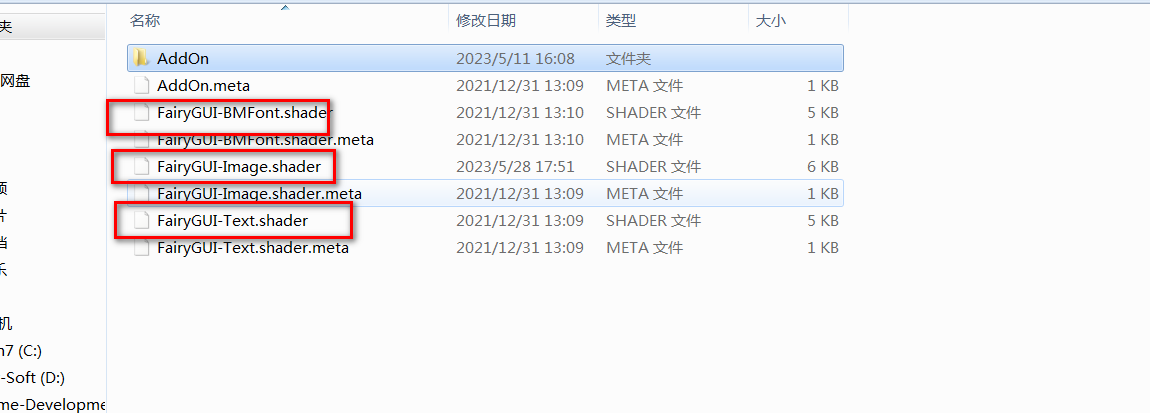 名称 修改日期 类型 大小
夹
AddOn 2023/5/11 16:08 文件夹
网盘
AddOn.meta 2021/12/31 13:09 META 文件 1 KB
FairyGUI-BMFont.shader 2021/12/31 13:10 SHADER 文件 5 KB
FairyGUI-BMFont.shader.meta 2021/12/31 13:10 META 文件 1 KB
FairyGUI-Image.shader 2023/5/28 17:51 SHADER 文件 6 KB
FairyGUI-Image.shader.meta 2021/12/31 13:09 META 文件 1 KB
FairyGUI-Text.shader 2021/12/31 13:09 SHADER 文件 5 KB
FairyGUI-Text.shader.meta 2021/12/31 13:09 META 文件 1 KB
机
n7 (C:)
-Soft (D:)
me-Developme